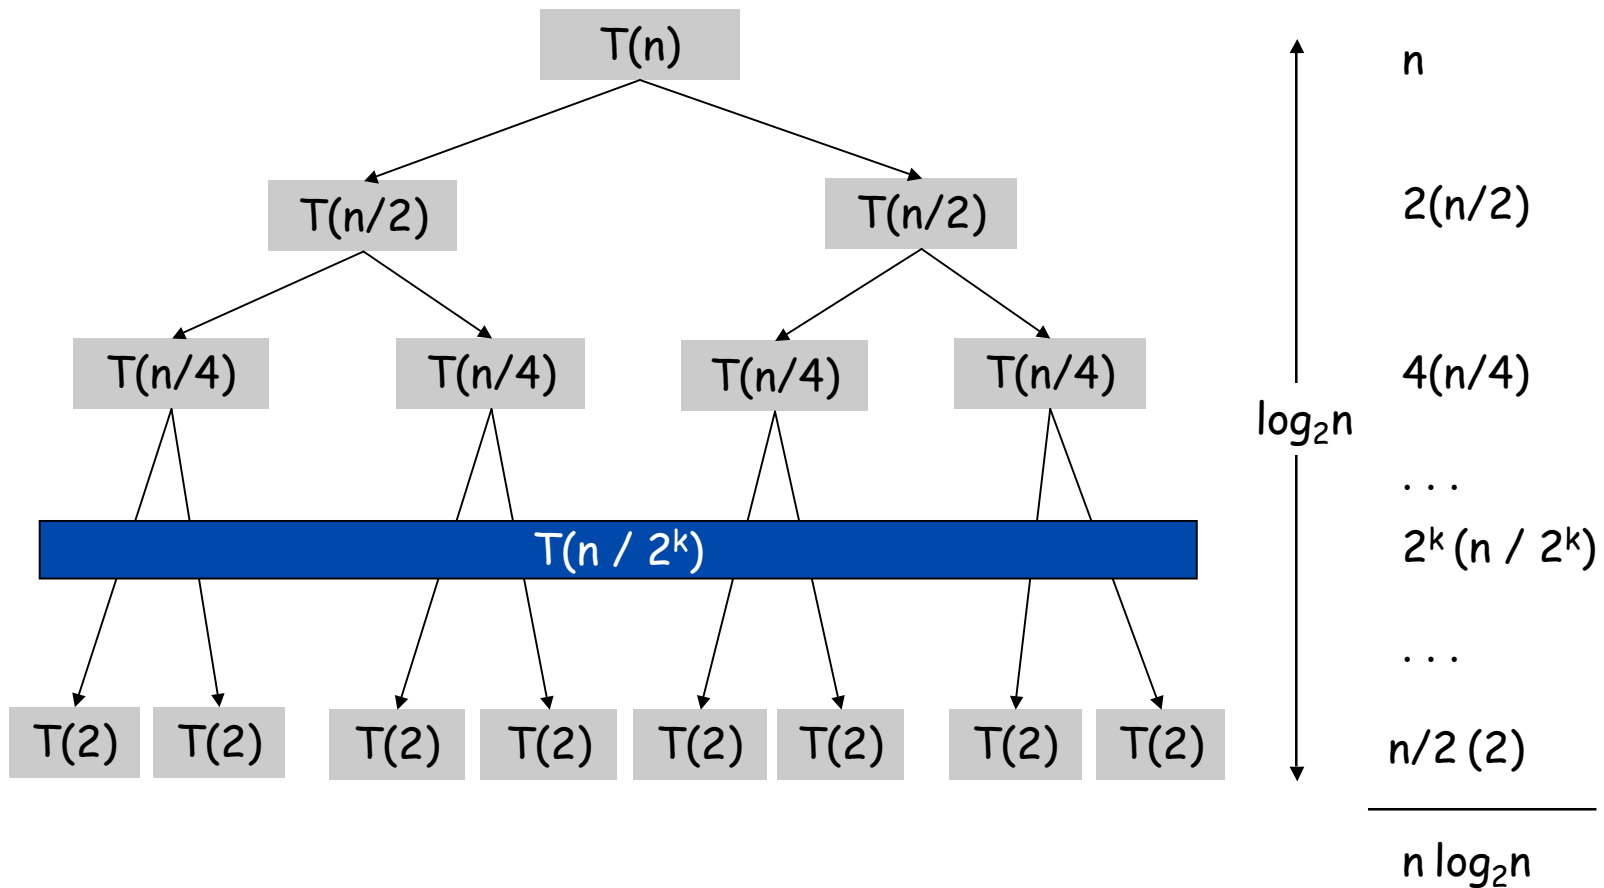 T(n)
n
T(n/2) T(n/2)
2(n/2)
T(n/4) T(n/4) T(n/4) T(n/4)
4(n/4)
log₂n
. . .
T(n / 2ᵏ)
2ᵏ (n / 2ᵏ)
. . .
T(2) T(2) T(2) T(2) T(2) T(2) T(2) T(2)
n/2 (2)
n log₂n